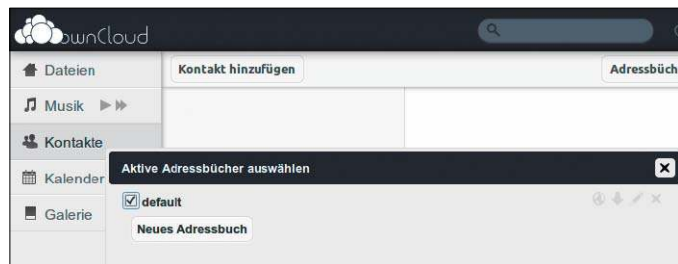 ownCloud
Dateien
Kontakt hinzufügen
Adressbüch
Musik
Kontakte
Kalender
Galerie
Aktive Adressbücher auswählen
default
Neues Adressbuch